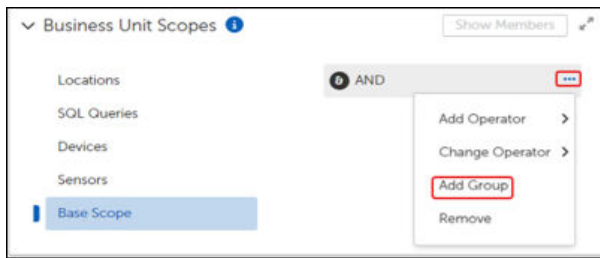 Business Unit Scopes
Show Members
Locations
SQL Queries
Devices
Sensors
Base Scope
& AND
Add Operator
Change Operator
Add Group
Remove